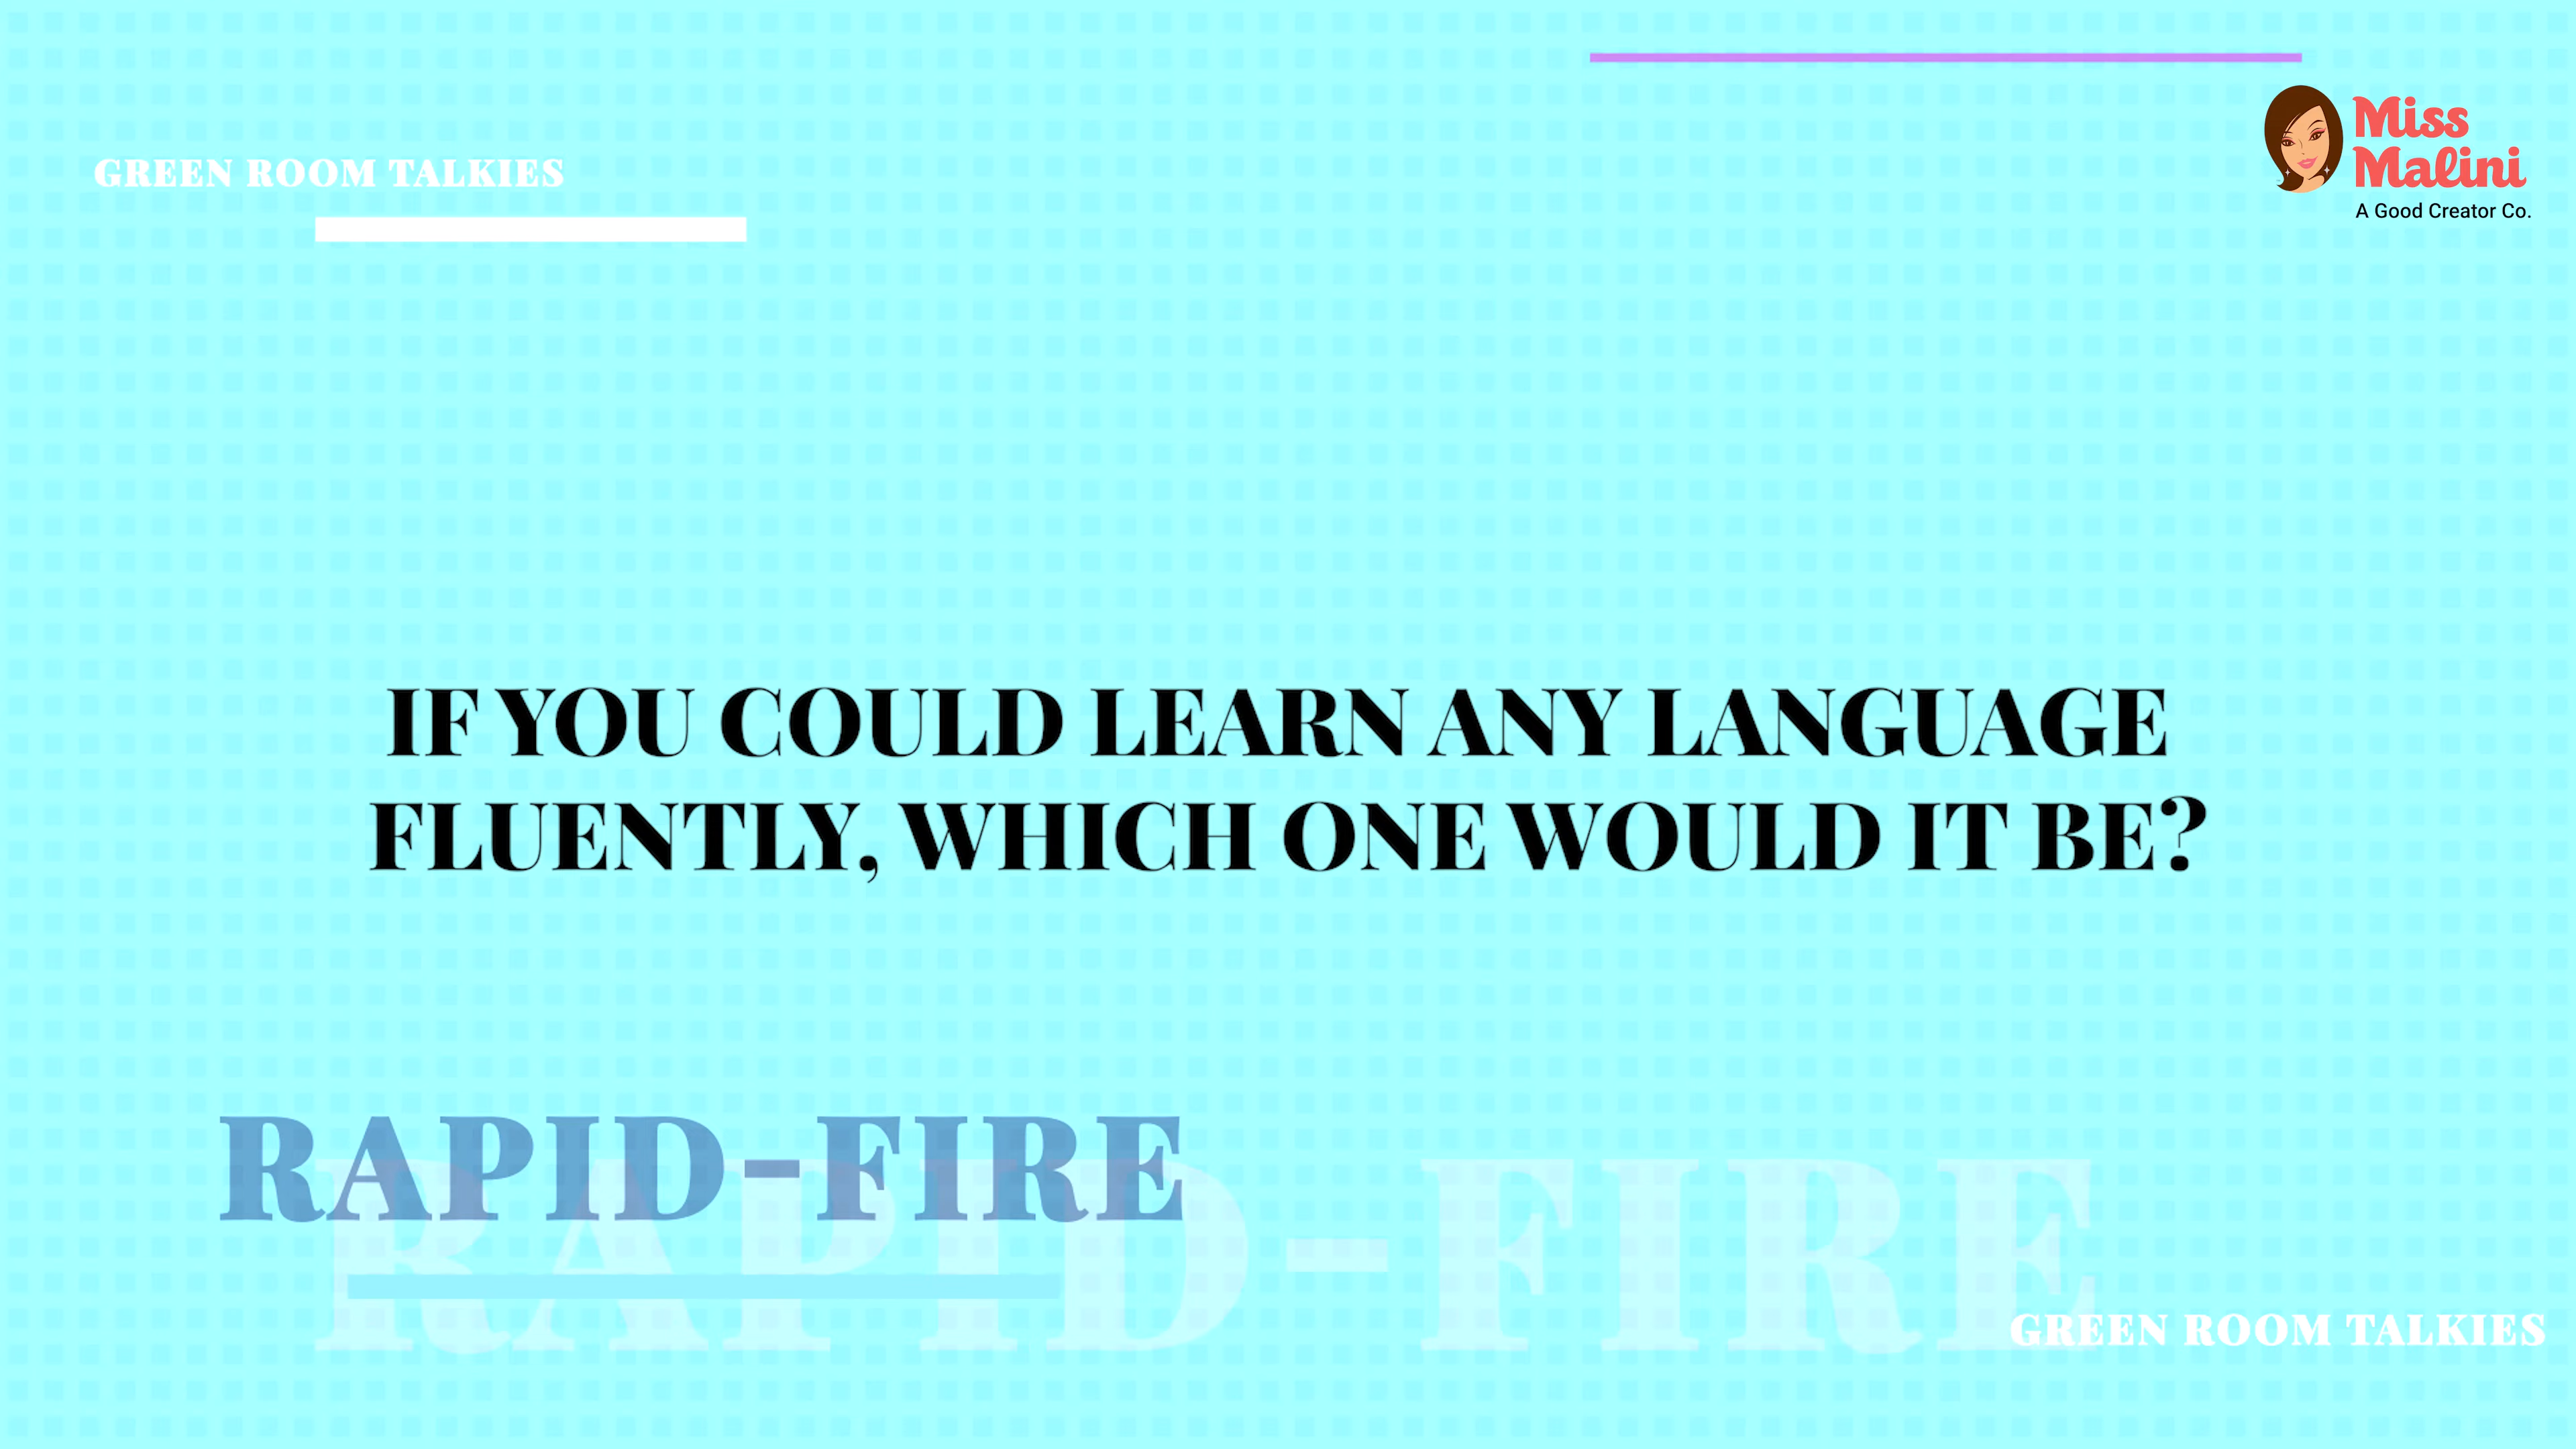 GREEN ROOM TALKIES
Miss
Malini
A Good Creator Co.
IF YOU COULD LEARN ANY LANGUAGE
FLUENTLY, WHICH ONE WOULD IT BE?
RAPID-FIRE
RAPID-FIRE
GREEN ROOM TALKIES